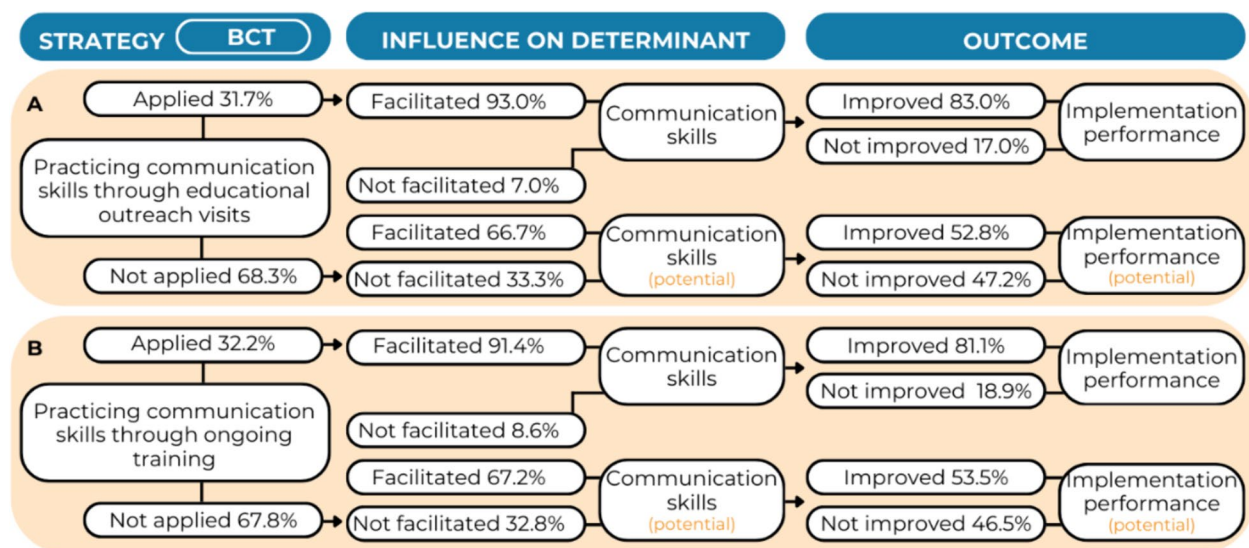 STRATEGY BCT INFLUENCE ON DETERMINANT OUTCOME
A
Applied 31.7%
Practicing communication
skills through educational
outreach visits
Not applied 68.3%
Facilitated 93.0%
Not facilitated 7.0%
Communication
skills
Improved 83.0%
Not improved 17.0%
Implementation
performance
Facilitated 66.7%
Not facilitated 33.3%
Communication
skills
(potential)
Improved 52.8%
Not improved 47.2%
Implementation
performance
(potential)
B
Applied 32.2%
Practicing communication
skills through ongoing
training
Not applied 67.8%
Facilitated 91.4%
Not facilitated 8.6%
Communication
skills
Improved 81.1%
Not improved 18.9%
Implementation
performance
Facilitated 67.2%
Not facilitated 32.8%
Communication
skills
(potential)
Improved 53.5%
Not improved 46.5%
Implementation
performance
(potential)